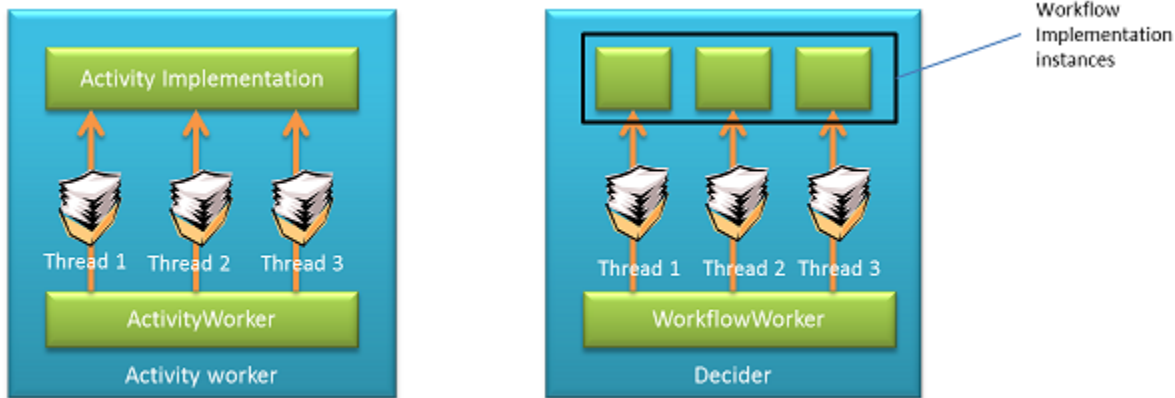 Activity Implementation
Thread 1
Thread 2
Thread 3
ActivityWorker
Activity worker
Workflow
Implementation
instances
Thread 1
Thread 2
Thread 3
WorkflowWorker
Decider